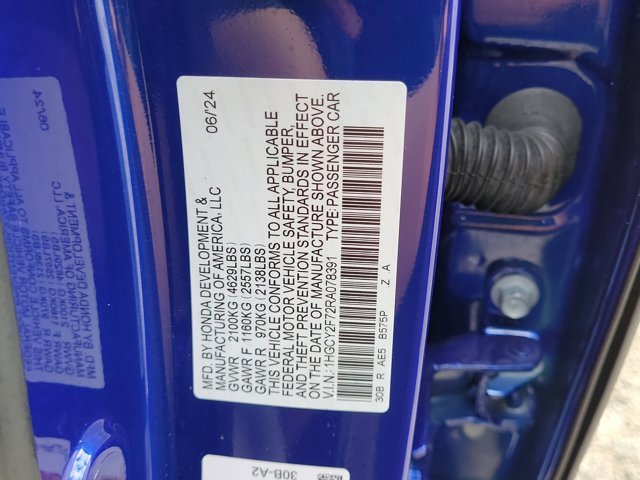 MFD. BY HONDA DEVELOPMENT &
MANUFACTURING OF AMERICA, LLC 06/24
GVWR 2100KG (4629LBS)
GAWR F 1160KG (2557LBS)
GAWR R 970KG (2138LBS)
THIS VEHICLE CONFORMS TO ALL APPLICABLE
FEDERAL MOTOR VEHICLE SAFETY, BUMPER,
AND THEFT PREVENTION STANDARDS IN EFFECT
ON THE DATE OF MANUFACTURE SHOWN ABOVE.
V.I.N.: 1HGCY2F72RA078391 TYPE: PASSENGER CAR
30B R AE5 B575P Z .A
30B-A2